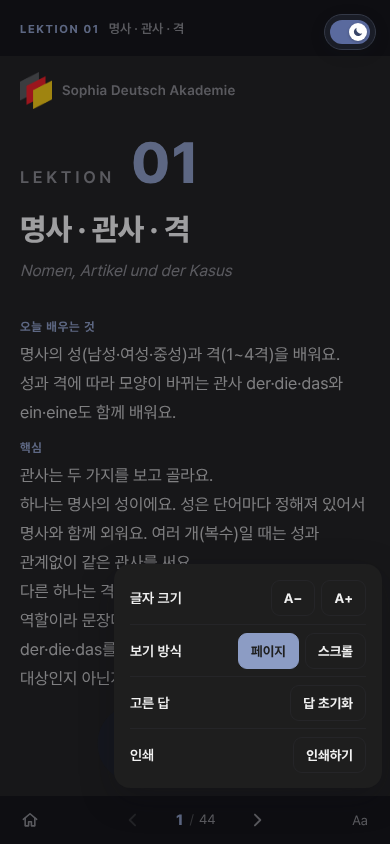 LEKTION 01 명사 · 관사 · 격
Sophia Deutsch Akademie
LEKTION 01
명사 · 관사 · 격
Nomen, Artikel und der Kasus
오늘 배우는 것
명사의 성(남성·여성·중성)과 격(1~4격)을 배워요.
성과 격에 따라 모양이 바뀌는 관사 der·die·das와
ein·eine도 함께 배워요.
핵심
관사는 두 가지를 보고 골라요.
하나는 명사의 성이에요. 성은 단어마다 정해져 있어서
명사와 함께 외워요. 여러 개(복수)일 때는 성과
관계없이 같은 관사를 써요.
다른 하나는 격
역할이라 문장
der·die·das를
대상인지 아닌
글자 크기 A− A+
보기 방식 페이지 스크롤
고른 답 답 초기화
인쇄 인쇄하기
1 / 44 Aa